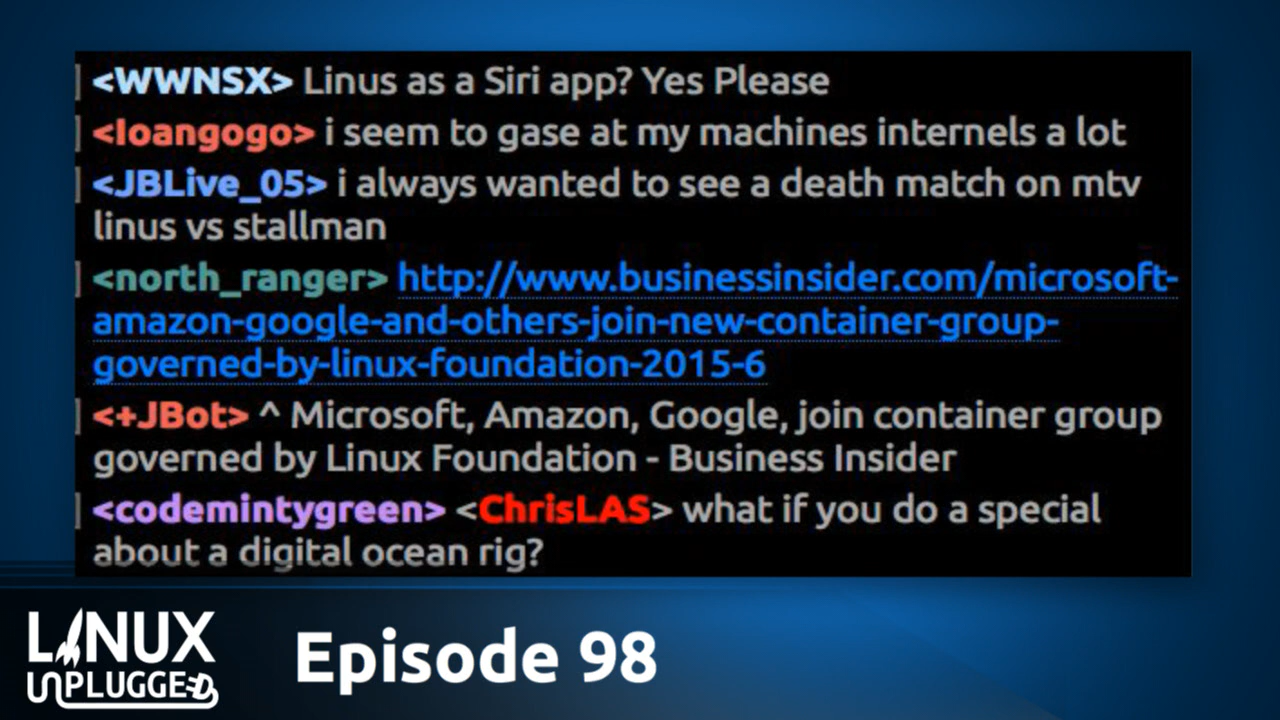 <WWNSX> Linus as a Siri app? Yes Please
<loangogo> i seem to gase at my machines internels a lot
<JBLive_05> i always wanted to see a death match on mtv
linus vs stallman
<north_ranger> http://www.businessinsider.com/microsoft-
amazon-google-and-others-join-new-container-group-
governed-by-linux-foundation-2015-6
<+JBot> ^ Microsoft, Amazon, Google, join container group
governed by Linux Foundation - Business Insider
<codemintygreen> <ChrisLAS> what if you do a special
about a digital ocean rig?
LINUX
UNPLUGGED
Episode 98